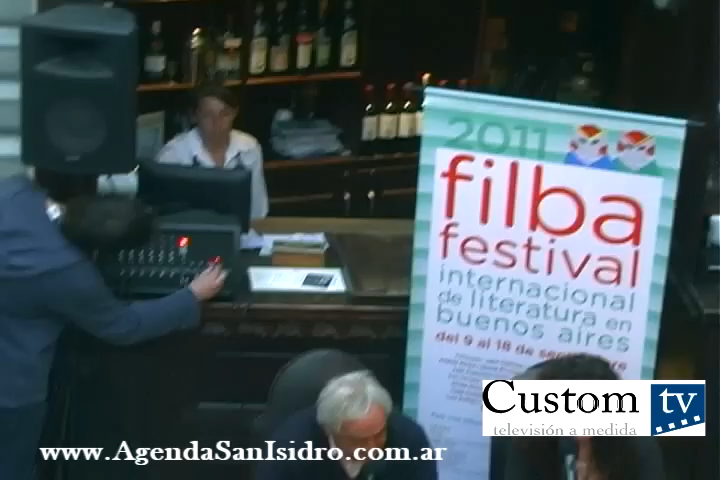 2011
filba
festival
internacional
de literatura en
buenos aires
del 9 al 18 de septiembre
Custom tv
televisión a medida
www.AgendaSanIsidro.com.ar